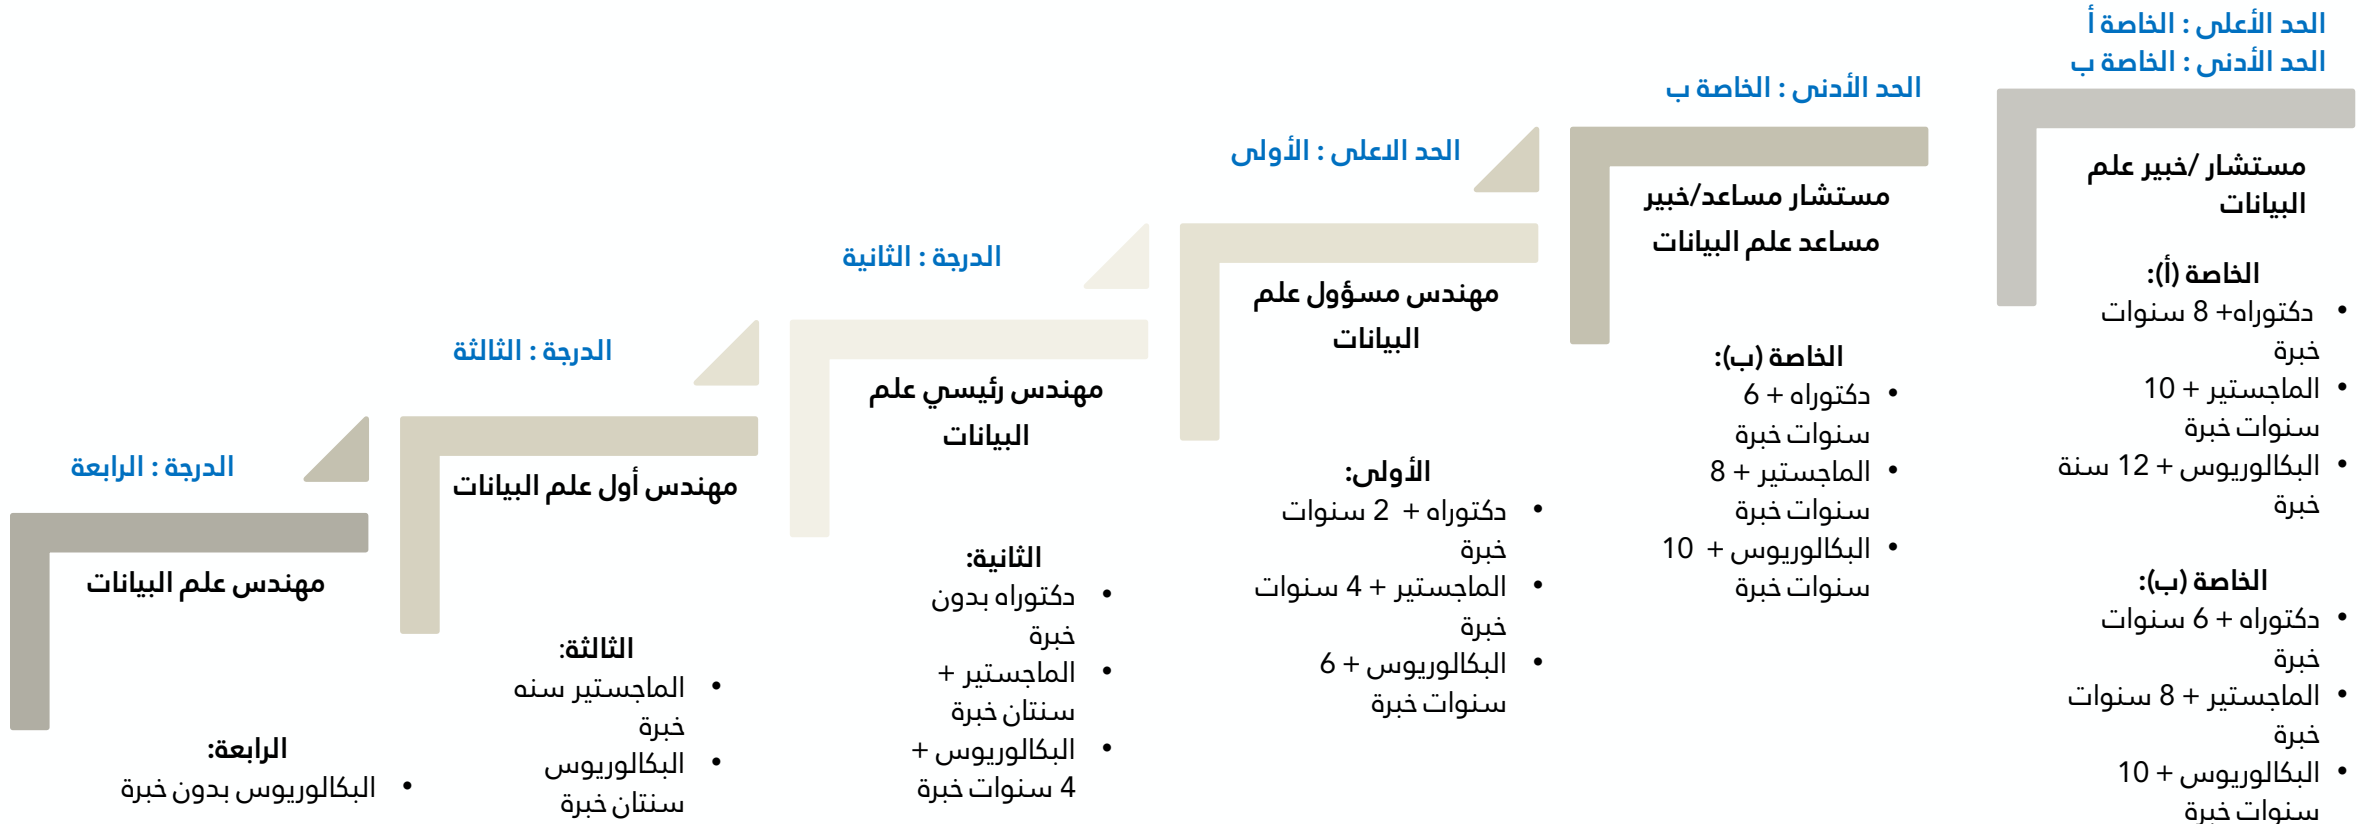 الحد الأعلى : الخاصة أ
الحد الأدنى : الخاصة ب
مستشار /خبير علم
البيانات
الخاصة (أ):
• دكتوراه+ 8 سنوات
خبرة
• الماجستير + 10
سنوات خبرة
• البكالوريوس + 12 سنة
خبرة
الخاصة (ب):
• دكتوراه + 6 سنوات
خبرة
• الماجستير + 8 سنوات
خبرة
• البكالوريوس + 10
سنوات خبرة
الحد الأدنى : الخاصة ب
مستشار مساعد/خبير
مساعد علم البيانات
الخاصة (ب):
• دكتوراه + 6
سنوات خبرة
• الماجستير + 8
سنوات خبرة
• البكالوريوس + 10
سنوات خبرة
الحد الاعلى : الأولى
مهندس مسؤول علم
البيانات
الأولى:
• دكتوراه + 2 سنوات
خبرة
• الماجستير + 4 سنوات
خبرة
• البكالوريوس + 6
سنوات خبرة
الدرجة : الثانية
مهندس رئيسي علم
البيانات
الثانية:
• دكتوراه بدون
خبرة
• الماجستير +
سنتان خبرة
• البكالوريوس +
4 سنوات خبرة
الدرجة : الثالثة
مهندس أول علم البيانات
الثالثة:
• الماجستير سنه
خبرة
• البكالوريوس
سنتان خبرة
الدرجة : الرابعة
مهندس علم البيانات
الرابعة:
• البكالوريوس بدون خبرة